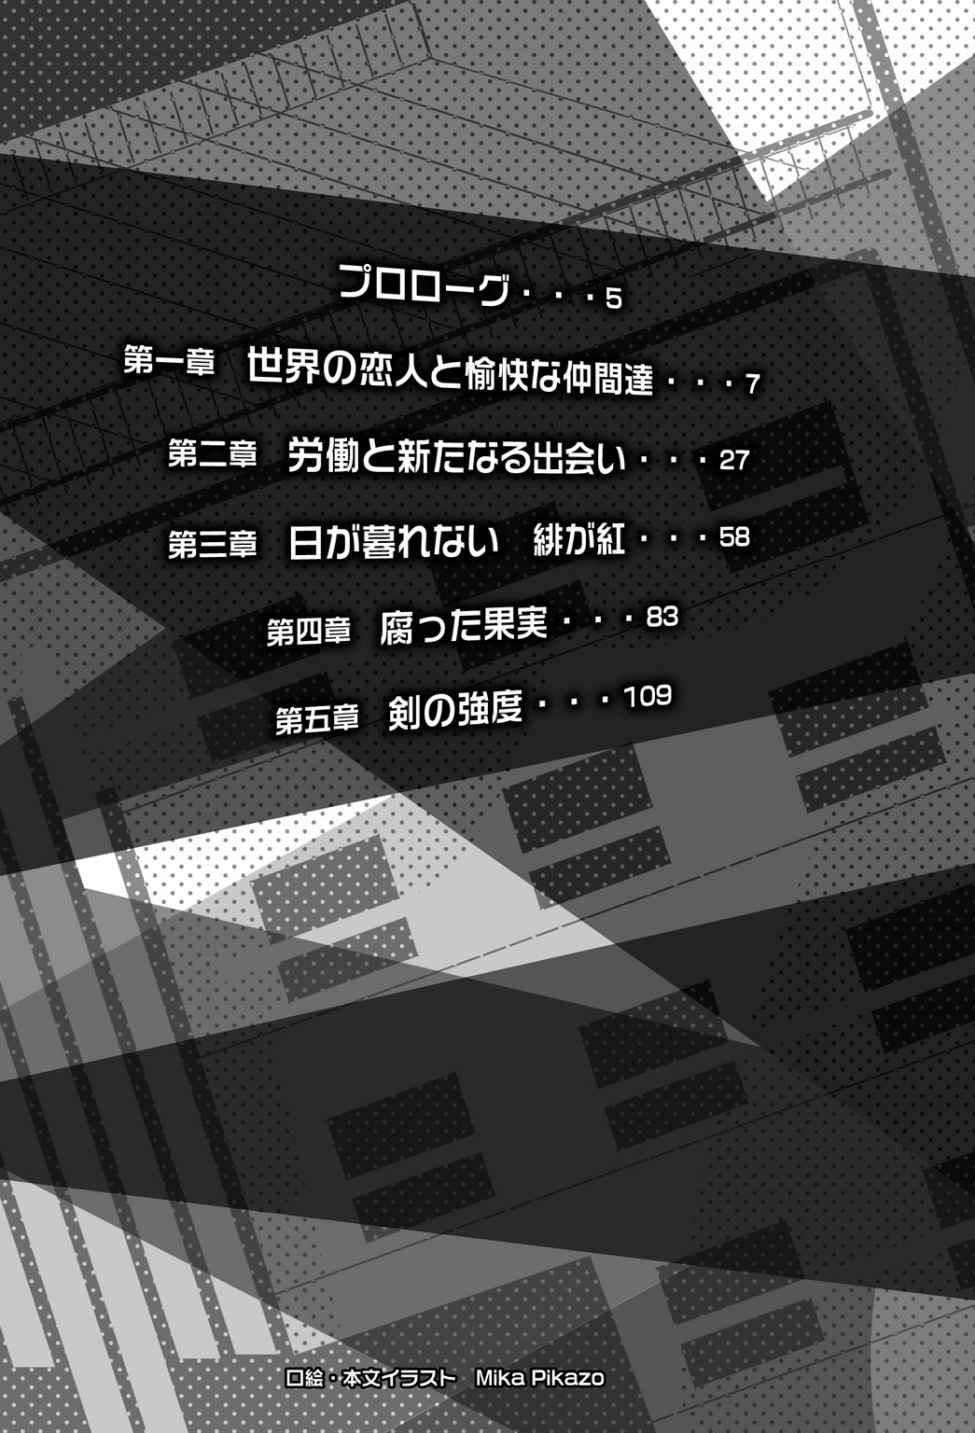 プロローグ・・・5
第一章　世界の恋人と愉快な仲間達・・・7
第二章　労働と新たなる出会い・・・27
第三章　日が暮れない　緋が紅・・・58
第四章　腐った果実・・・83
第五章　剣の強度・・・109
口絵・本文イラスト　Mika Pikazo